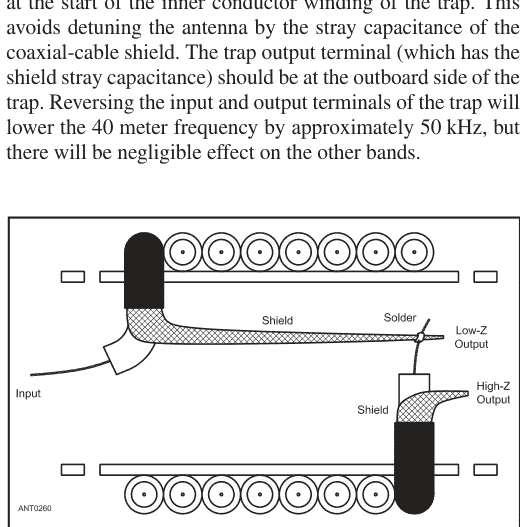 at the start of the inner conductor winding of the trap. This
avoids detuning the antenna by the stray capacitance of the
coaxial-cable shield. The trap output terminal (which has the
shield stray capacitance) should be at the outboard side of the
trap. Reversing the input and output terminals of the trap will
lower the 40 meter frequency by approximately 50 kHz, but
there will be negligible effect on the other bands.
Shield
Solder
Low-Z
Output
Input
High-Z
Output
Shield
ANT0260